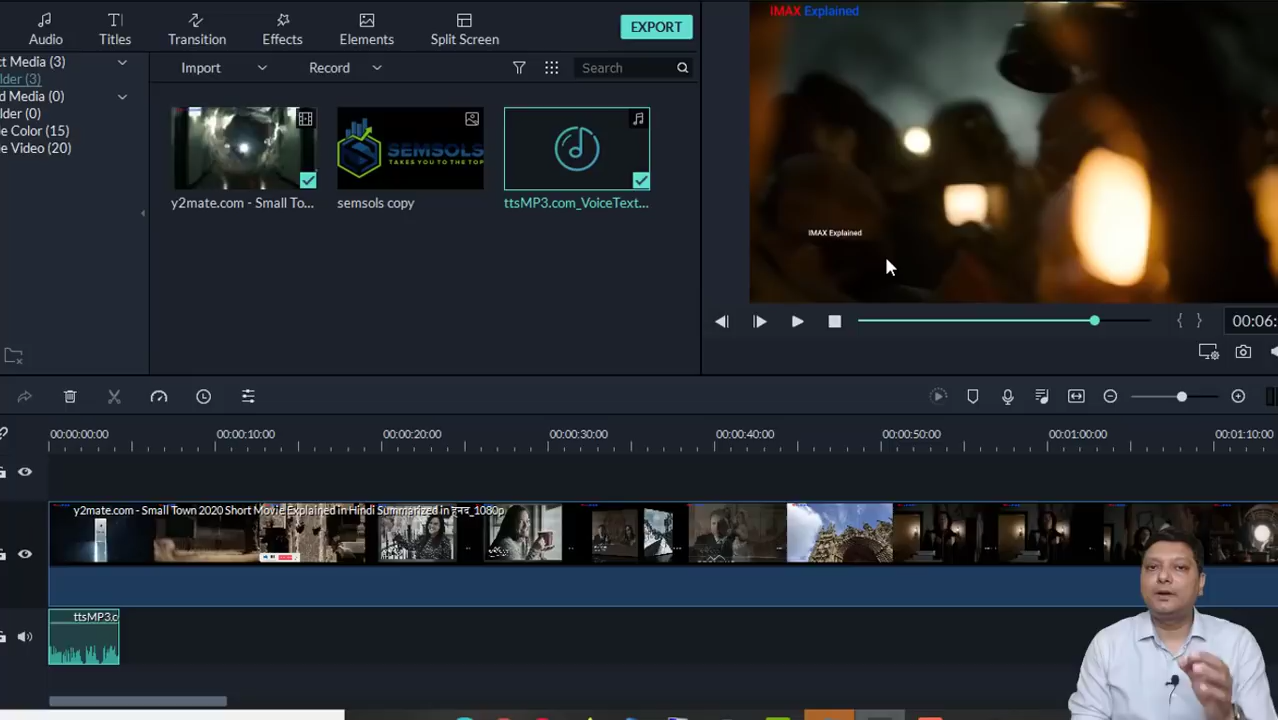 Audio
Titles
Transition
Effects
Elements
Split Screen
EXPORT
ct Media (3)
lder (3)
d Media (0)
lder (0)
e Color (15)
e Video (20)
Import
Record
Search
SEMSOLS
TAKES YOU TO THE TOP
y2mate.com - Small To...
semsols copy
ttsMP3.com_VoiceText...
IMAX Explained
IMAX Explained
{ }
00:06:
00:00:00:00
00:00:10:00
00:00:20:00
00:00:30:00
00:00:40:00
00:00:50:00
00:01:00:00
00:01:10:00
y2mate.com - Small Town 2020 Short Movie Explained in Hindi Summarized in हिन्दी_1080p
ttsMP3.c